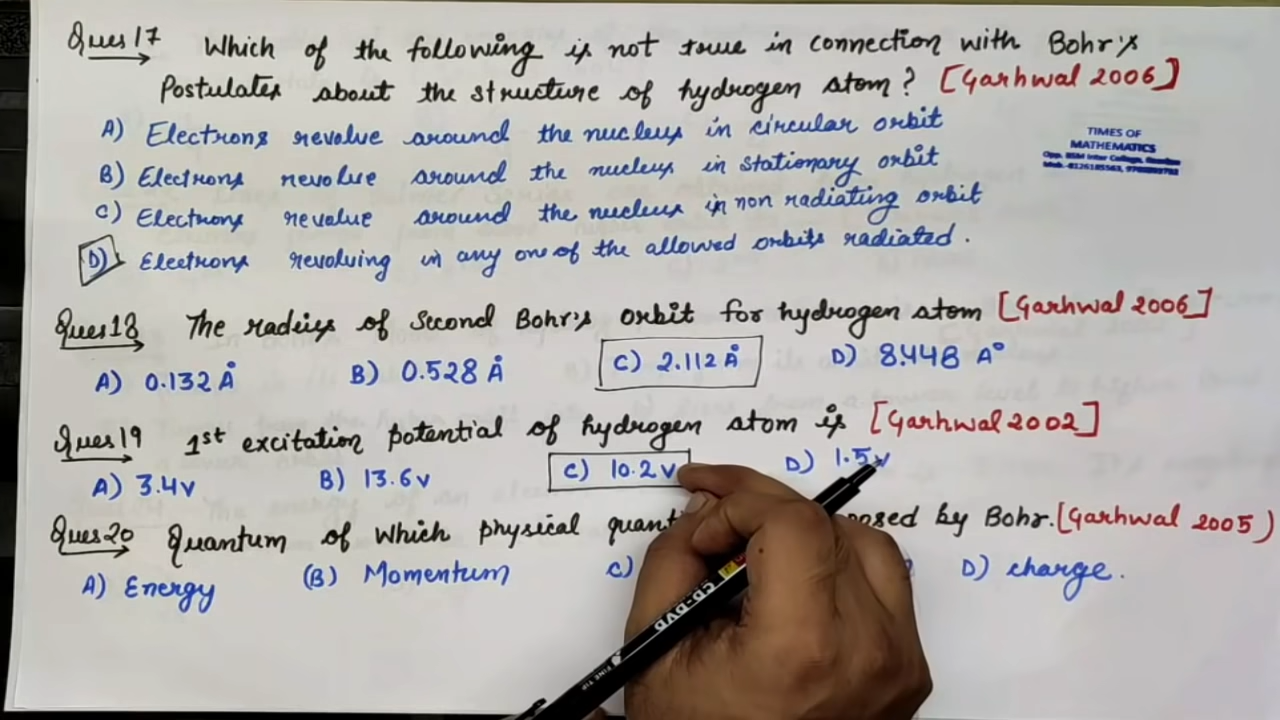 Ques 17 Which of the following is not true in connection with Bohr's
Postulates about the structure of hydrogen atom? [Garhwal 2006]
A) Electrons revolve around the nucleus in circular orbit
B) Electrons revolve around the nucleus in stationary orbit
C) Electrons revalue around the nucleus in non radiating orbit
D) Electrons revolving in any one of the allowed orbits radiated.
TIMES OF
MATHEMATICS
Ques 18 The radius of Second Bohr's orbit for hydrogen atom [Garhwal 2006]
A) 0.132 Å B) 0.528 Å C) 2.112 Å D) 8.448 A°
Ques 19 1st excitation potential of hydrogen atom is [Garhwal 2002]
A) 3.4v B) 13.6v C) 10.2v D) 1.5v
Ques 20 Quantum of which physical by Bohr. [Garhwal 2005)
A) Energy (B) Momentum C) D) charge.